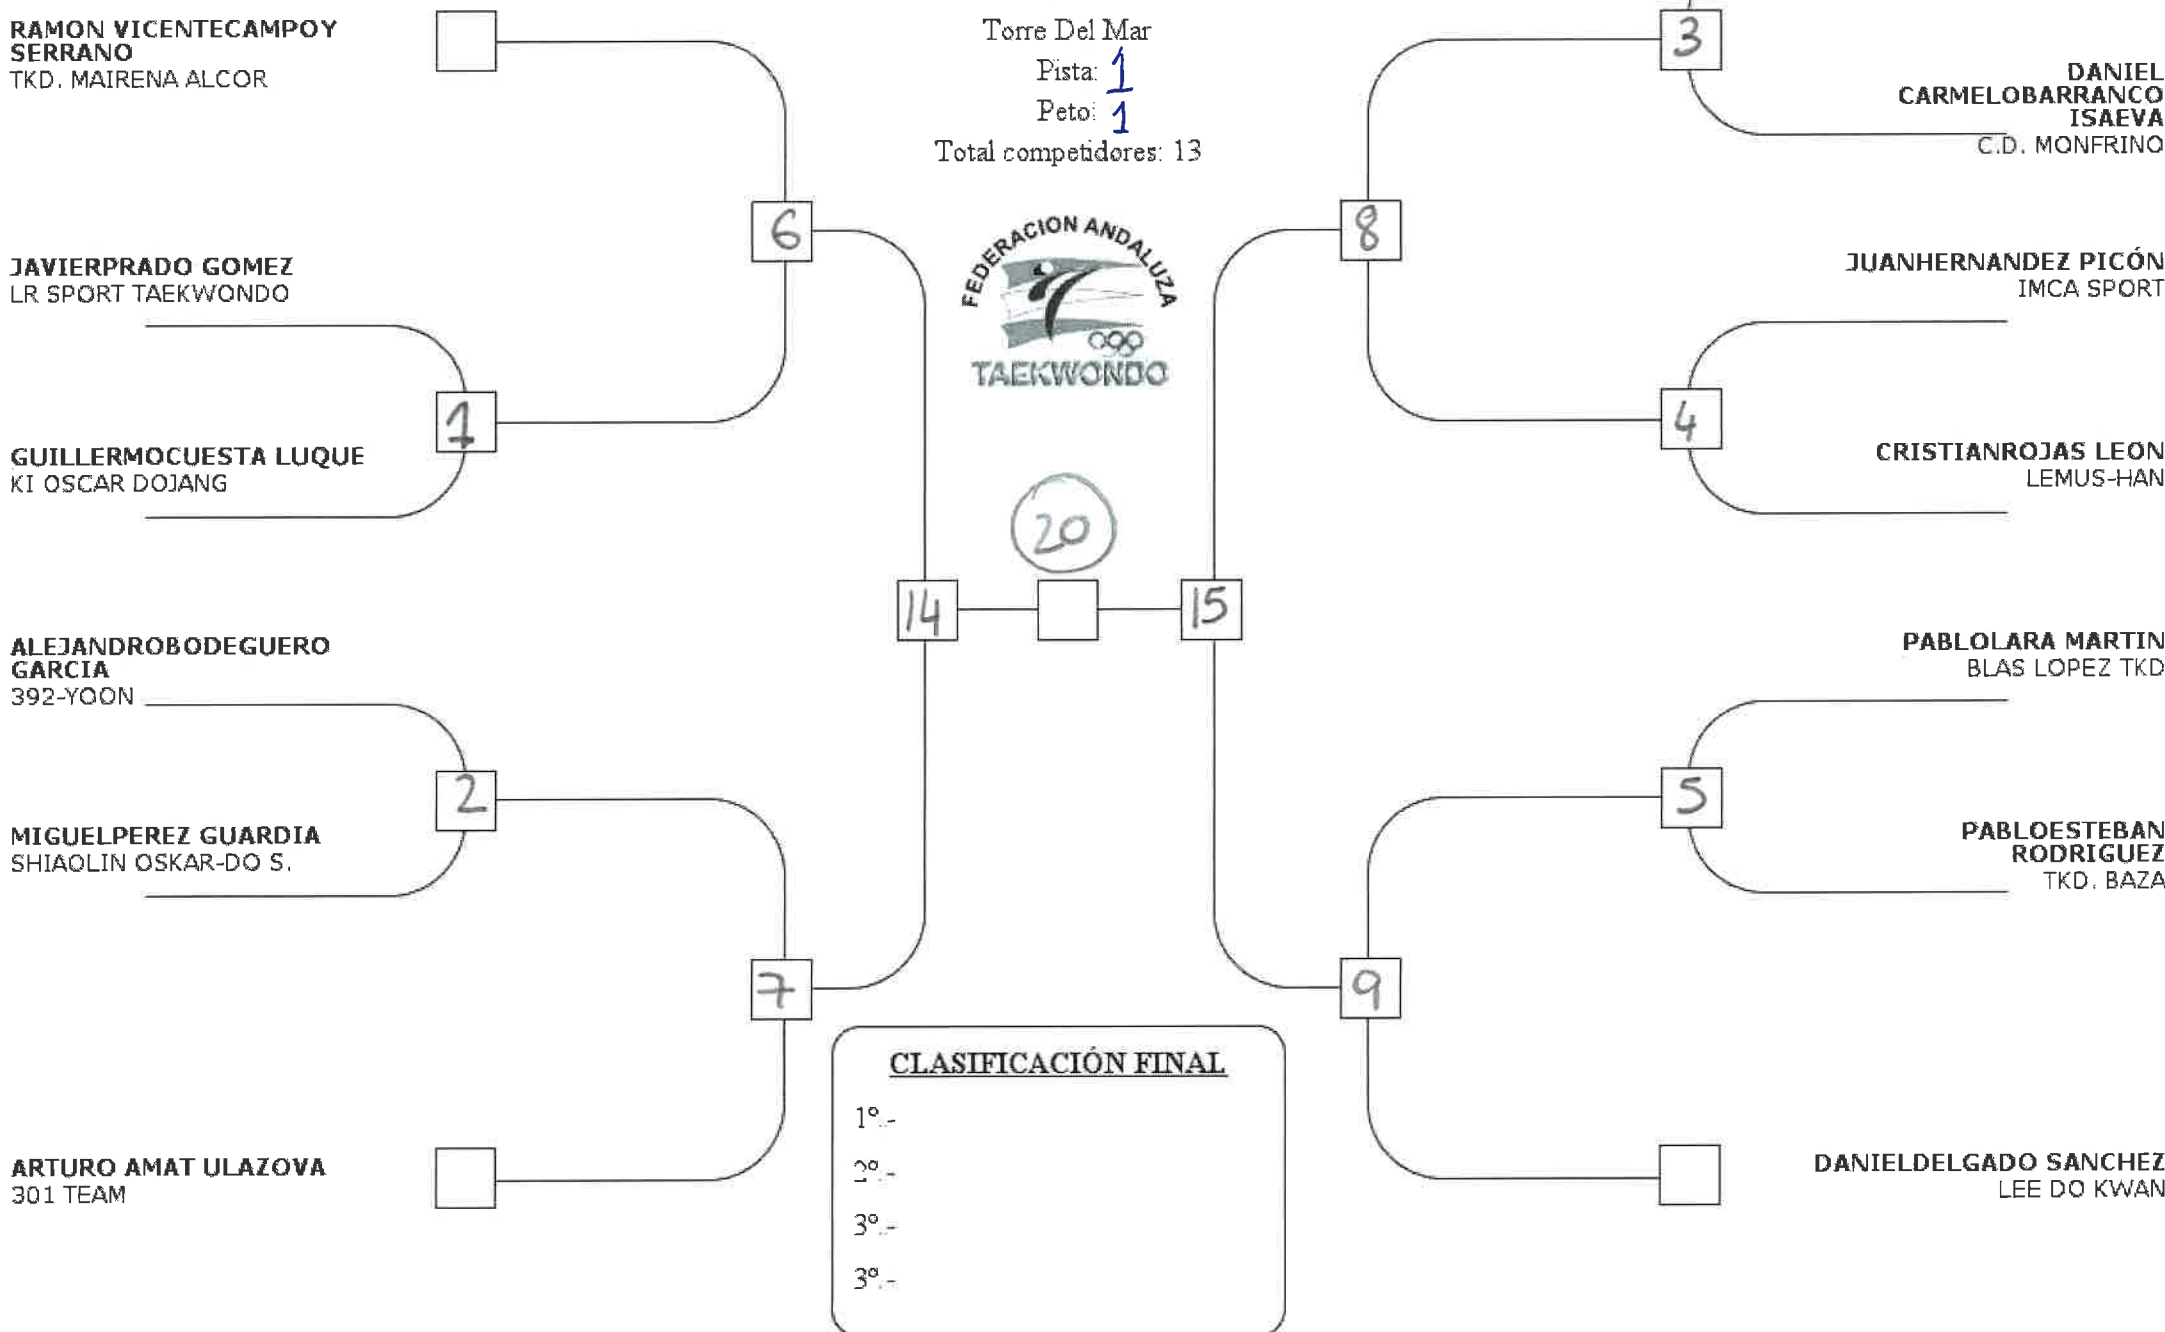 RAMON VICENTECAMPOY
SERRANO
TKD. MAIRENA ALCOR
JAVIERPRADO GOMEZ
LR SPORT TAEKWONDO
1
GUILLERMOCUESTA LUQUE
KI OSCAR DOJANG
6
ALEJANDROBODEGUERO
GARCIA
392-YOON
2
MIGUELPEREZ GUARDIA
SHIAOLIN OSKAR-DO S.
7
ARTURO AMAT ULAZOVA
301 TEAM
Torre Del Mar
Pista: 1
Peto: 1
Total competidores: 13
FEDERACION ANDALUZA
TAEKWONDO
20
14
15
CLASIFICACIÓN FINAL
1º.-
2º.-
3º.-
3º.-
3
DANIEL
CARMELOBARRANCO
ISAEVA
C.D. MONFRINO
8
JUANHERNANDEZ PICÓN
IMCA SPORT
4
CRISTIANROJAS LEON
LEMUS-HAN
PABLOLARA MARTIN
BLAS LOPEZ TKD
5
PABLOESTEBAN
RODRIGUEZ
TKD. BAZA
9
DANIELDELGADO SANCHEZ
LEE DO KWAN